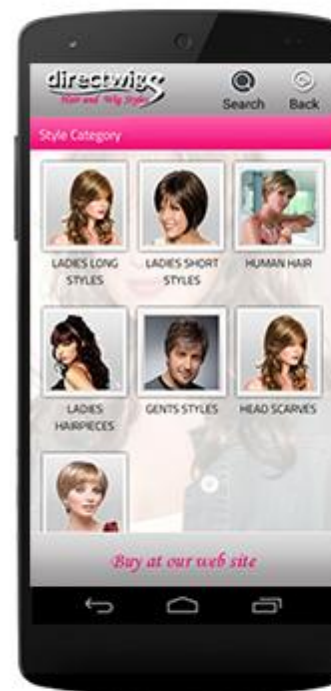 directwigs
Hair and Wig Styles
Search
Back
Style Category
LADIES LONG
STYLES
LADIES SHORT
STYLES
HUMAN HAIR
LADIES
HAIRPIECES
GENTS STYLES
HEAD SCARVES
Buy at our web site